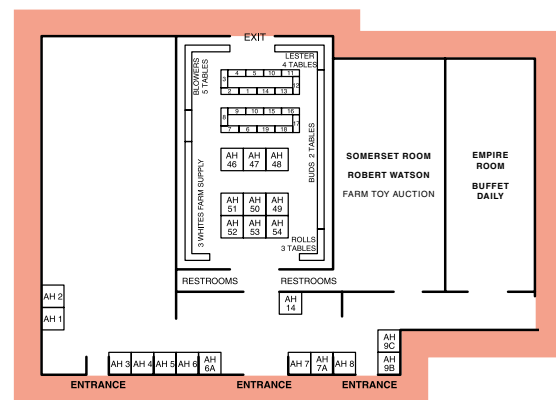 EXIT
LESTER
4 TABLES
BLOWERS
5 TABLES
4 5 10 11
3
12
2 1 14 13
9 10 15 16
8
17
7 6 19 18
BUDS 2 TABLES
AH
46
AH
47
AH
48
AH
51
AH
50
AH
49
AH
52
AH
53
AH
54
3 WHITES FARM SUPPLY
ROLLS
3 TABLES
SOMERSET ROOM
ROBERT WATSON
FARM TOY AUCTION
EMPIRE
ROOM
BUFFET
DAILY
RESTROOMS
RESTROOMS
AH 2
AH 1
AH
14
AH 3
AH 4
AH 5
AH 6
AH
6A
AH 7
AH
7A
AH 8
AH
9C
AH
9B
ENTRANCE
ENTRANCE
ENTRANCE